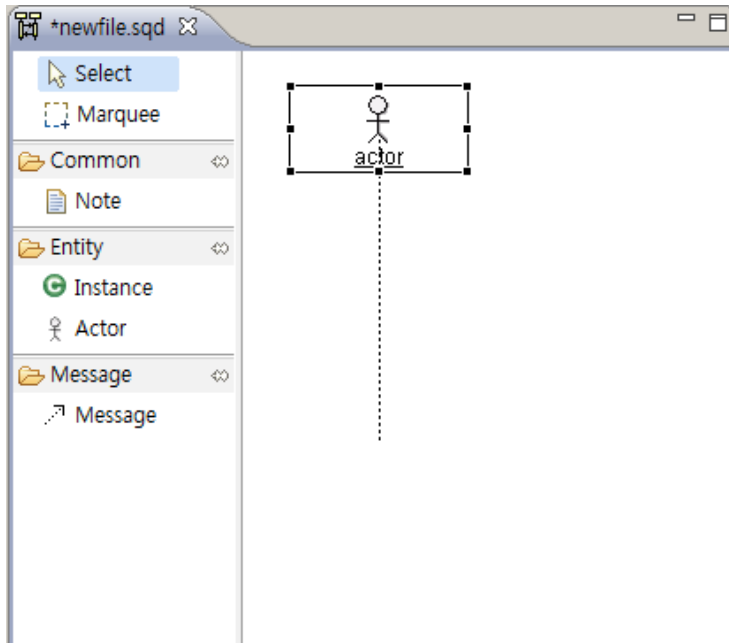 *newfile.sqd
Select
Marquee
Common
Note
Entity
Instance
Actor
Message
Message
actor